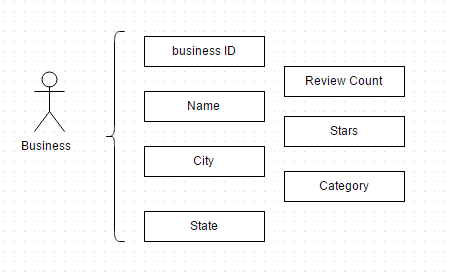 business ID
Review Count
Name
Stars
Business
City
Category
State